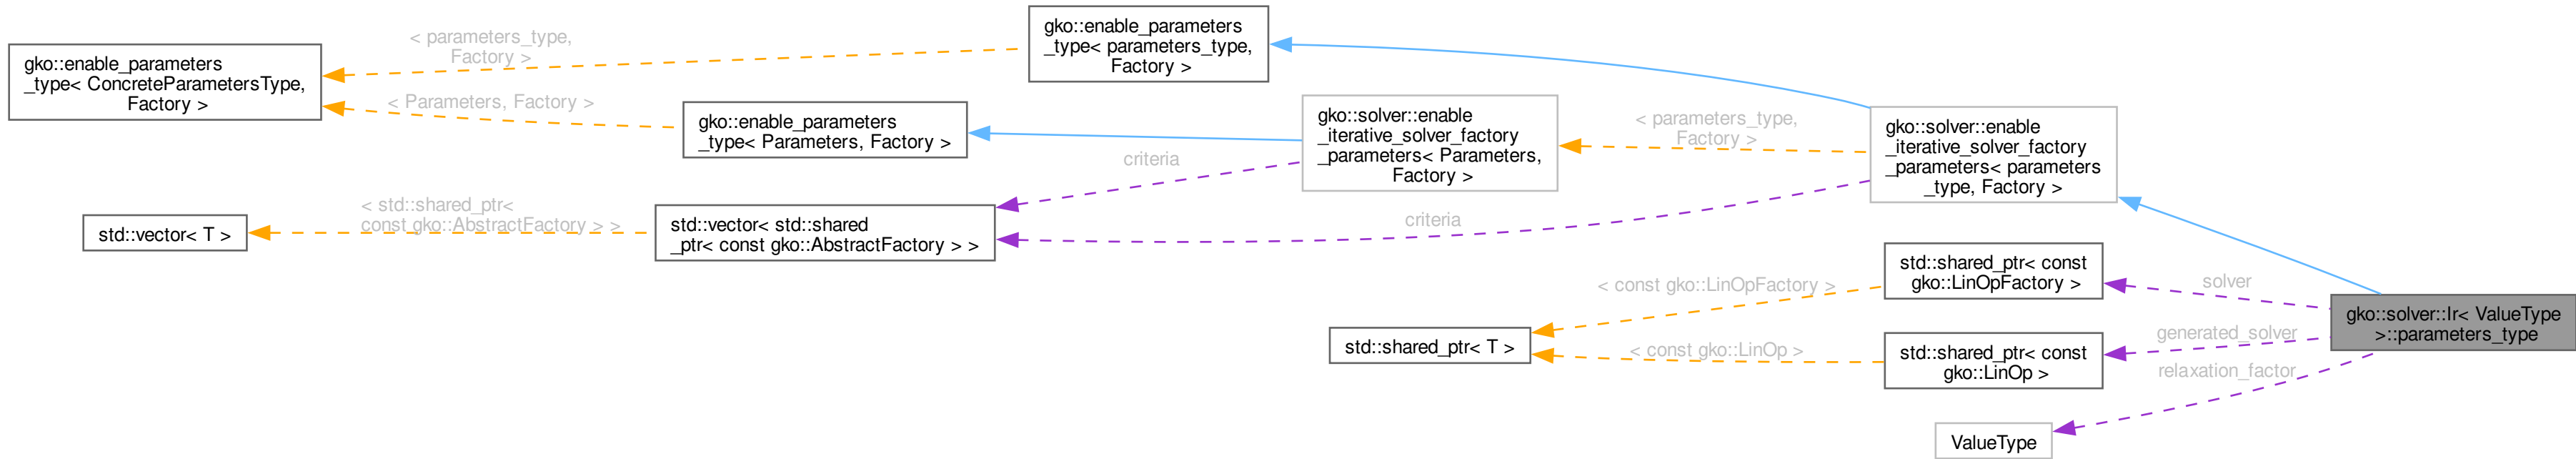 gko::enable_parameters
_type< ConcreteParametersType,
Factory >
< parameters_type,
Factory >
< Parameters, Factory >
gko::enable_parameters
_type< parameters_type,
Factory >
gko::enable_parameters
_type< Parameters, Factory >
gko::solver::enable
_iterative_solver_factory
_parameters< Parameters,
Factory >
< parameters_type,
Factory >
gko::solver::enable
_iterative_solver_factory
_parameters< parameters
_type, Factory >
criteria
criteria
std::vector< T >
< std::shared_ptr<
const gko::AbstractFactory > >
std::vector< std::shared
_ptr< const gko::AbstractFactory > >
std::shared_ptr< T >
< const gko::LinOpFactory >
< const gko::LinOp >
std::shared_ptr< const
gko::LinOpFactory >
std::shared_ptr< const
gko::LinOp >
ValueType
solver
generated_solver
relaxation_factor
gko::solver::Ir< ValueType
>::parameters_type